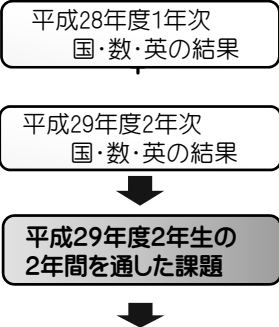 平成28年度1年次
国・数・英の結果
平成29年度2年次
国・数・英の結果
平成29年度2年生の
2年間を通した課題